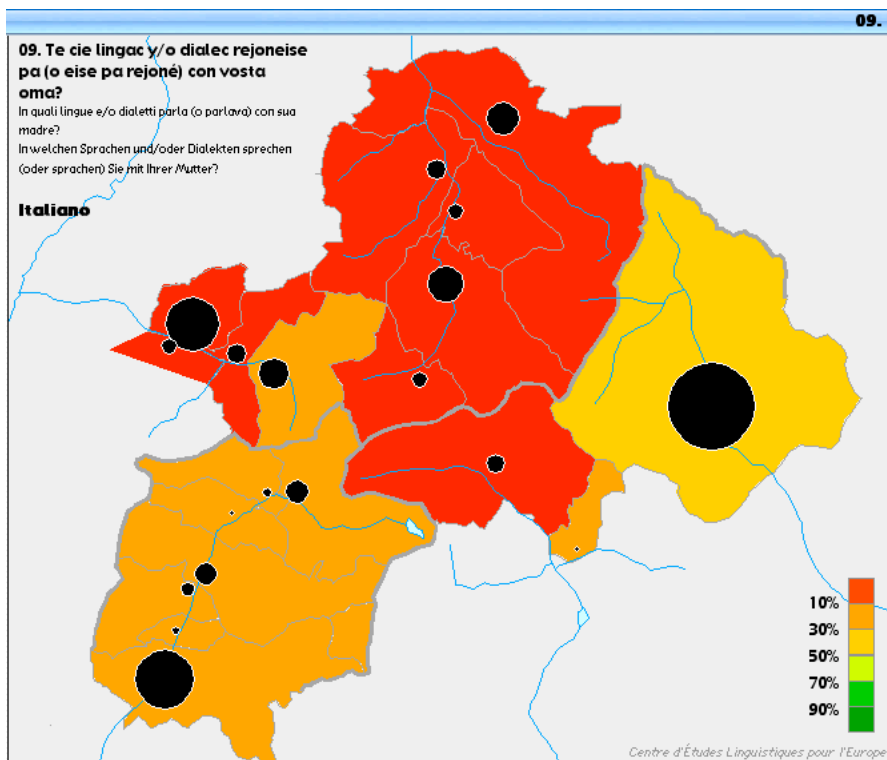 09.
09. Te cie lingac y/o dialec rejoneise
pa (o eise pa rejoné) con vosta
oma?
In quali lingue e/o dialetti parla (o parlava) con sua
madre?
In welchen Sprachen und/oder Dialekten sprechen
(oder sprachen) Sie mit Ihrer Mutter?
Italiano
10%
30%
50%
70%
90%
Centre d'Études Linguistiques pour l'Europe